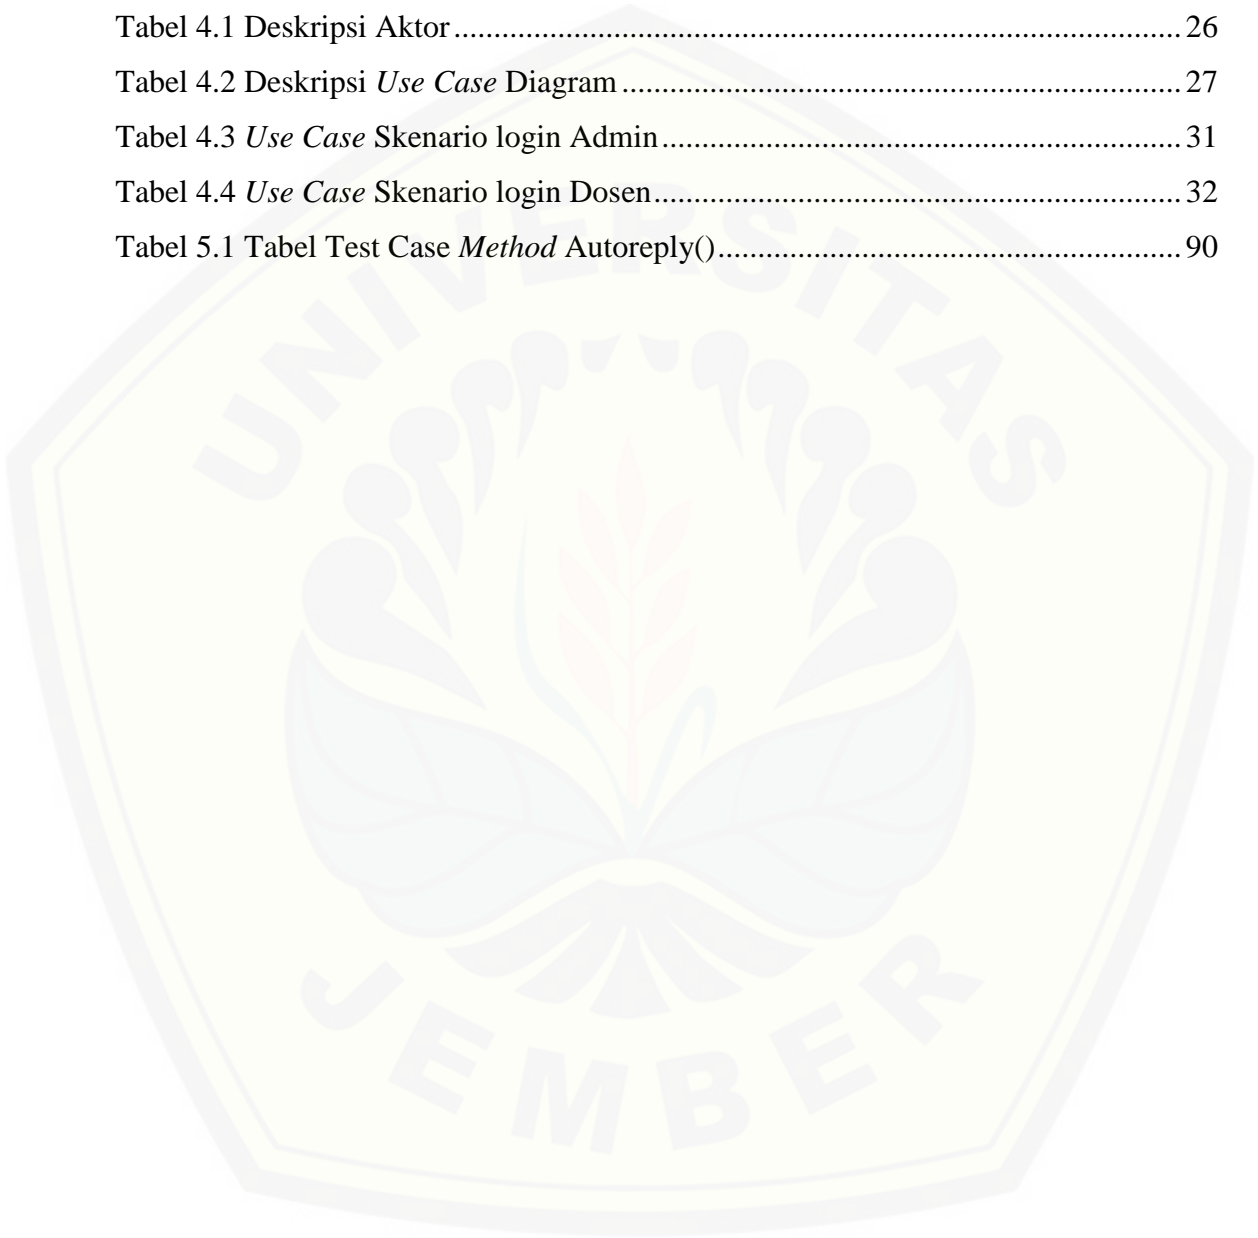 Tabel 4.1 Deskripsi Aktor.......................................................................................... 26
Tabel 4.2 Deskripsi Use Case Diagram..................................................................... 27
Tabel 4.3 Use Case Skenario login Admin................................................................ 31
Tabel 4.4 Use Case Skenario login Dosen................................................................. 32
Tabel 5.1 Tabel Test Case Method Autoreply()......................................................... 90
UNIVERSITAS
JEMBER